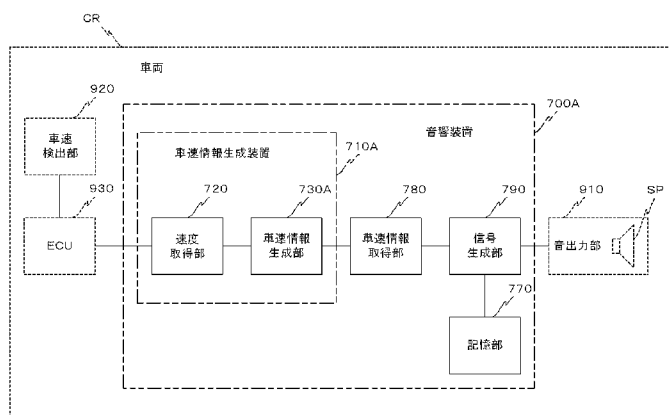 CR
車両
920
700A
車速
検出部
音響装置
710A
車速情報生成装置
930
720
730A
780
790
910
SP
ECU
速度
取得部
車速情報
生成部
車速情報
取得部
信号
生成部
音出力部
770
記憶部